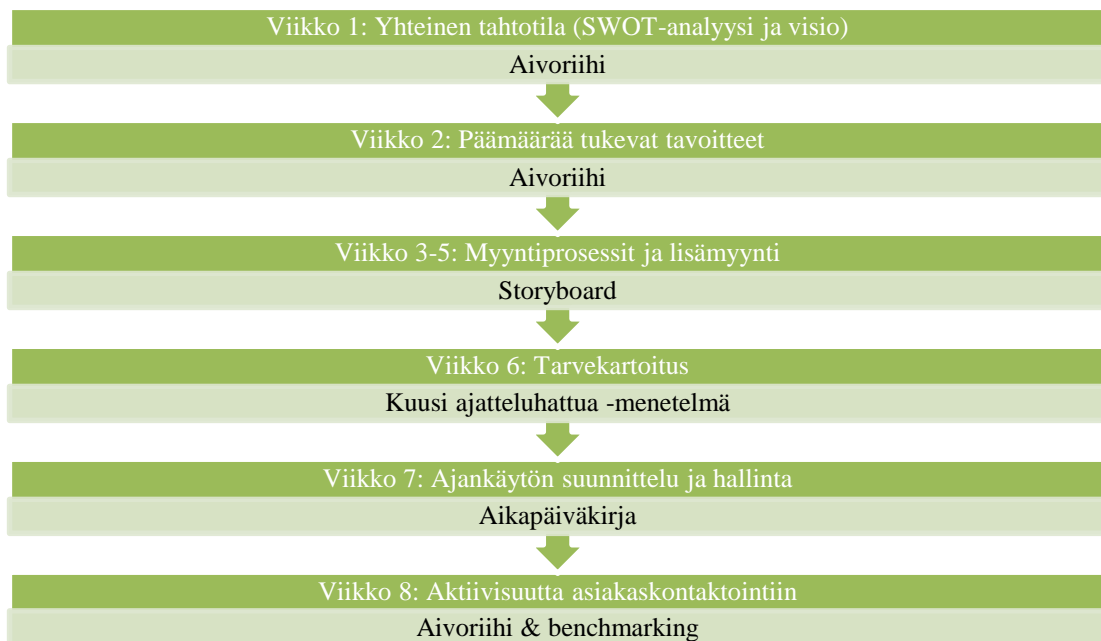 Viikko 1: Yhteinen tahtotila (SWOT-analyysi ja visio)
Aivoriihi
Viikko 2: Päämäärää tukevat tavoitteet
Aivoriihi
Viikko 3-5: Myyntiprosessit ja lisämyynti
Storyboard
Viikko 6: Tarvekartoitus
Kuusi ajatteluhattua -menetelmä
Viikko 7: Ajankäytön suunnittelu ja hallinta
Aikapäiväkirja
Viikko 8: Aktiivisuutta asiakaskontaktointiin
Aivoriihi & benchmarking